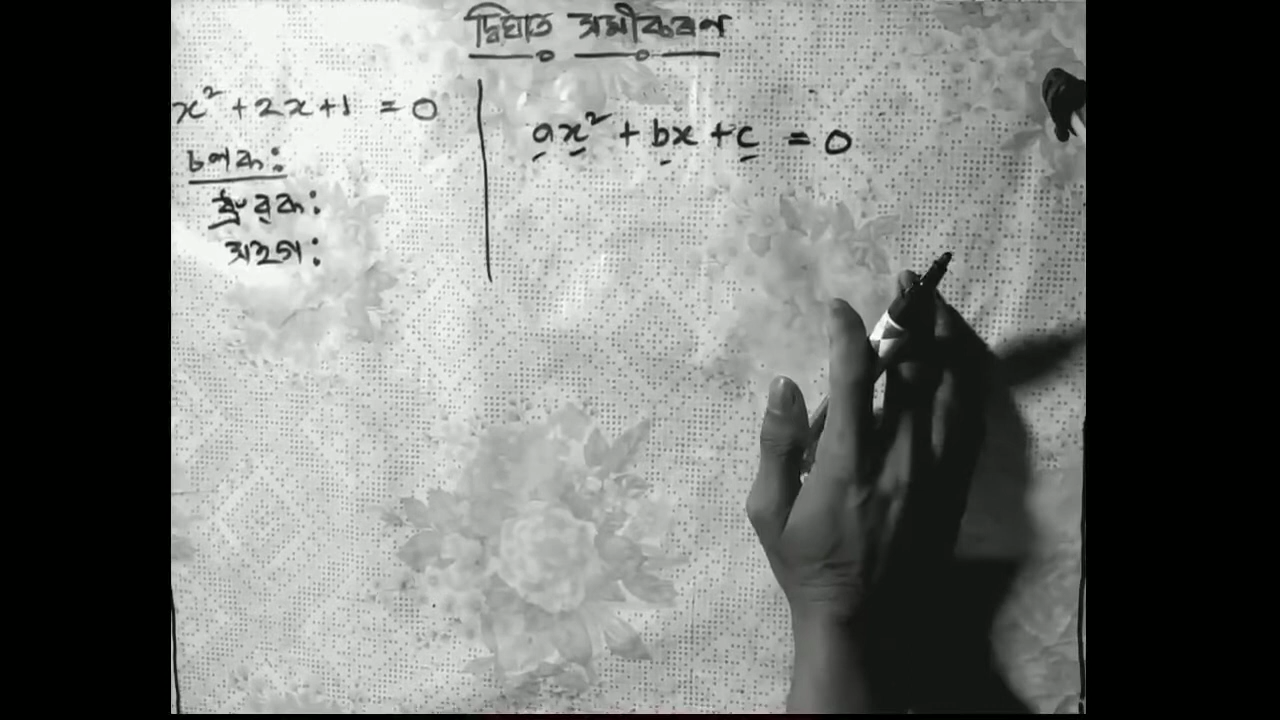 দ্বিঘাত সমীকরণ
x² + 2x + 1 = 0
চলক :
ধ্রুবক :
সহগ :
ax² + bx + c = 0